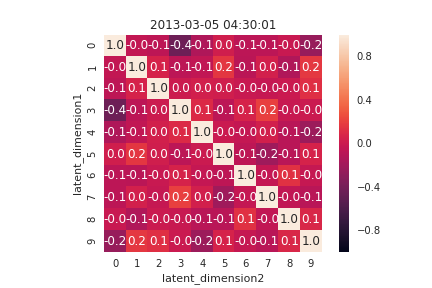 2013-03-05 04:30:01
0 1.0 -0.0 -0.1 -0.4 -0.1 0.0 -0.1 -0.1 -0.0 -0.2
1 -0.0 1.0 0.1 -0.1 -0.1 0.2 -0.1 0.0 -0.1 0.2
2 -0.1 0.1 1.0 0.0 0.0 0.0 -0.0 -0.0 -0.0 0.1
3 -0.4 -0.1 0.0 1.0 0.1 -0.1 0.1 0.2 -0.0 -0.0
4 -0.1 -0.1 0.0 0.1 1.0 -0.0 -0.0 0.0 -0.1 -0.2
5 0.0 0.2 0.0 -0.1 -0.0 1.0 -0.1 -0.2 -0.1 0.1
6 -0.1 -0.1 -0.0 0.1 -0.0 -0.1 1.0 -0.0 0.1 -0.0
7 -0.1 0.0 -0.0 0.2 0.0 -0.2 -0.0 1.0 -0.0 -0.1
8 -0.0 -0.1 -0.0 -0.0 -0.1 -0.1 0.1 -0.0 1.0 0.1
9 -0.2 0.2 0.1 -0.0 -0.2 0.1 -0.0 -0.1 0.1 1.0
0 1 2 3 4 5 6 7 8 9
latent_dimension2
latent_dimension1
0.8
0.4
0.0
−0.4
−0.8